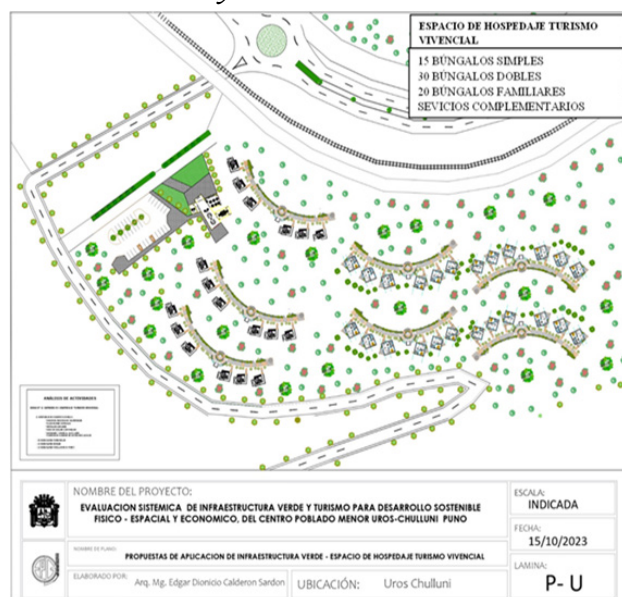 ESPACIO DE HOSPEDAJE TURISMO
VIVENCIAL
15 BÚNGALOS SIMPLES
30 BÚNGALOS DOBLES
20 BÚNGALOS FAMILIARES
SEVICIOS COMPLEMENTARIOS
ANÁLISIS DE ACTIVIDADES
NOMBRE DEL PROYECTO:
EVALUACION SISTEMICA DE INFRAESTRUCTURA VERDE Y TURISMO PARA DESARROLLO SOSTENIBLE
FISICO - ESPACIAL Y ECONOMICO, DEL CENTRO POBLADO MENOR UROS-CHULLUNI PUNO
NOMBRE DE PLANO:
PROPUESTAS DE APLICACION DE INFRAESTRUCTURA VERDE - ESPACIO DE HOSPEDAJE TURISMO VIVENCIAL
ELABORADO POR: Arq. Mg. Edgar Dionicio Calderon Sardon
UBICACIÓN: Uros Chulluni
ESCALA:
INDICADA
FECHA:
15/10/2023
LAMINA:
P- U